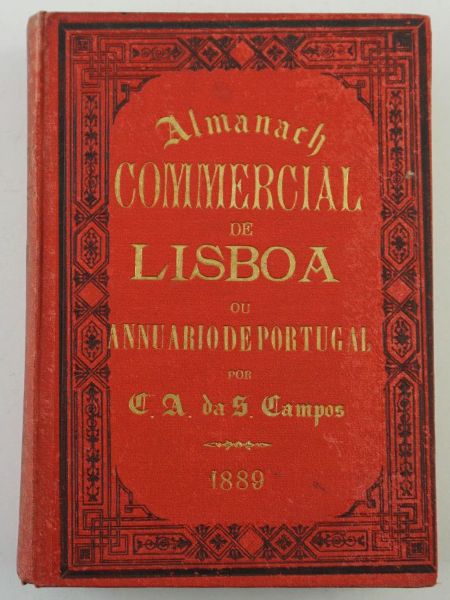 Almanach
COMMERCIAL
DE
LISBOA
OU
ANNUARIO DE PORTUGAL
POR
C. A. da S. Campos
1889